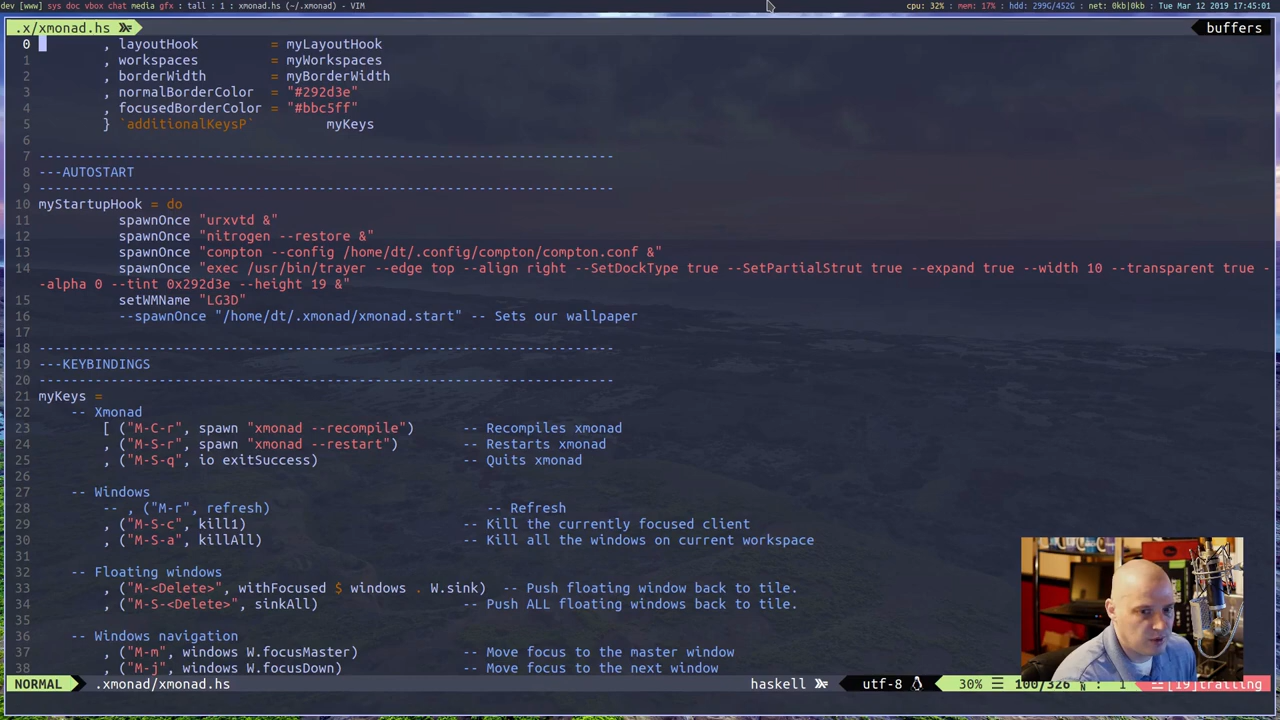 dev [www] sys doc vbox chat media gfx : tall : 1 : xmonad.hs (~/.xmonad) - VIM cpu: 32% : mem: 17% : hdd: 299G/452G : net: 0kb|0kb : Tue Mar 12 2019 17:45:01
.x/xmonad.hs buffers
0 , layoutHook = myLayoutHook
1 , workspaces = myWorkspaces
2 , borderWidth = myBorderWidth
3 , normalBorderColor = "#292d3e"
4 , focusedBorderColor = "#bbc5ff"
5 } `additionalKeysP` myKeys
6
7 ------------------------------------------------------------------------
8 ---AUTOSTART
9 ------------------------------------------------------------------------
10 myStartupHook = do
11 spawnOnce "urxvtd &"
12 spawnOnce "nitrogen --restore &"
13 spawnOnce "compton --config /home/dt/.config/compton/compton.conf &"
14 spawnOnce "exec /usr/bin/trayer --edge top --align right --SetDockType true --SetPartialStrut true --expand true --width 10 --transparent true -
-alpha 0 --tint 0x292d3e --height 19 &"
15 setWMName "LG3D"
16 --spawnOnce "/home/dt/.xmonad/xmonad.start" -- Sets our wallpaper
17
18 ------------------------------------------------------------------------
19 ---KEYBINDINGS
20 ------------------------------------------------------------------------
21 myKeys =
22 -- Xmonad
23 [ ("M-C-r", spawn "xmonad --recompile") -- Recompiles xmonad
24 , ("M-S-r", spawn "xmonad --restart") -- Restarts xmonad
25 , ("M-S-q", io exitSuccess) -- Quits xmonad
26
27 -- Windows
28 -- , ("M-r", refresh) -- Refresh
29 , ("M-S-c", kill1) -- Kill the currently focused client
30 , ("M-S-a", killAll) -- Kill all the windows on current workspace
31
32 -- Floating windows
33 , ("M-<Delete>", withFocused $ windows . W.sink) -- Push floating window back to tile.
34 , ("M-S-<Delete>", sinkAll) -- Push ALL floating windows back to tile.
35
36 -- Windows navigation
37 , ("M-m", windows W.focusMaster) -- Move focus to the master window
38 , ("M-j", windows W.focusDown) -- Move focus to the next window
NORMAL .xmonad/xmonad.hs haskell utf-8 30% ☰ 100/326 : 1 ☲ [19]trailing